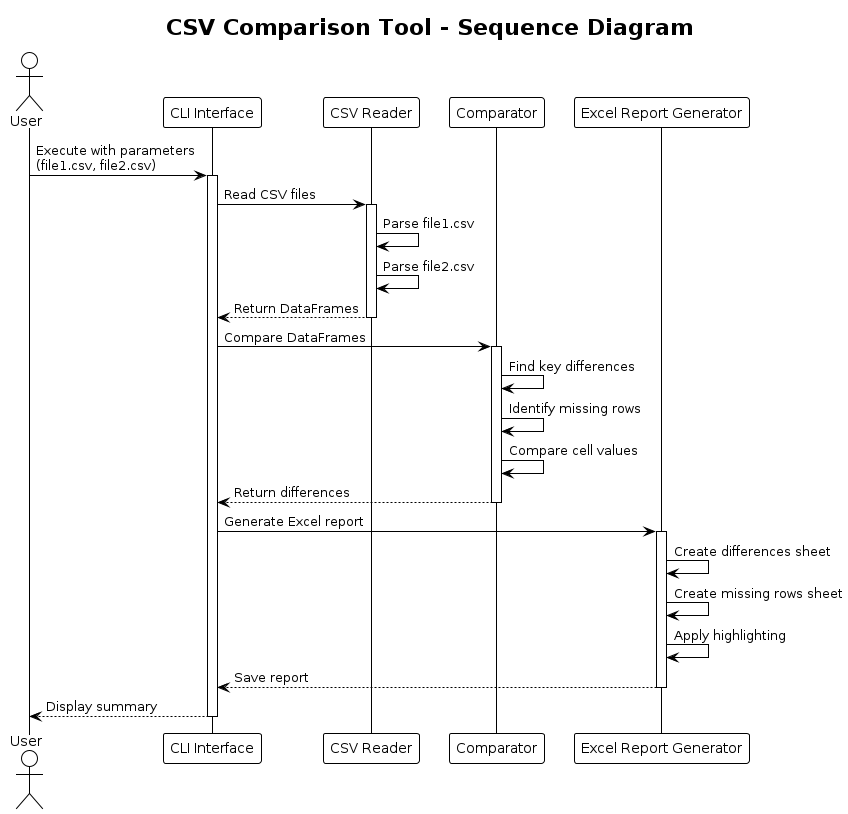 CSV Comparison Tool - Sequence Diagram
User
CLI Interface
CSV Reader
Comparator
Excel Report Generator
Execute with parameters
(file1.csv, file2.csv)
Read CSV files
Parse file1.csv
Parse file2.csv
Return DataFrames
Compare DataFrames
Find key differences
Identify missing rows
Compare cell values
Return differences
Generate Excel report
Create differences sheet
Create missing rows sheet
Apply highlighting
Save report
Display summary
User
CLI Interface
CSV Reader
Comparator
Excel Report Generator